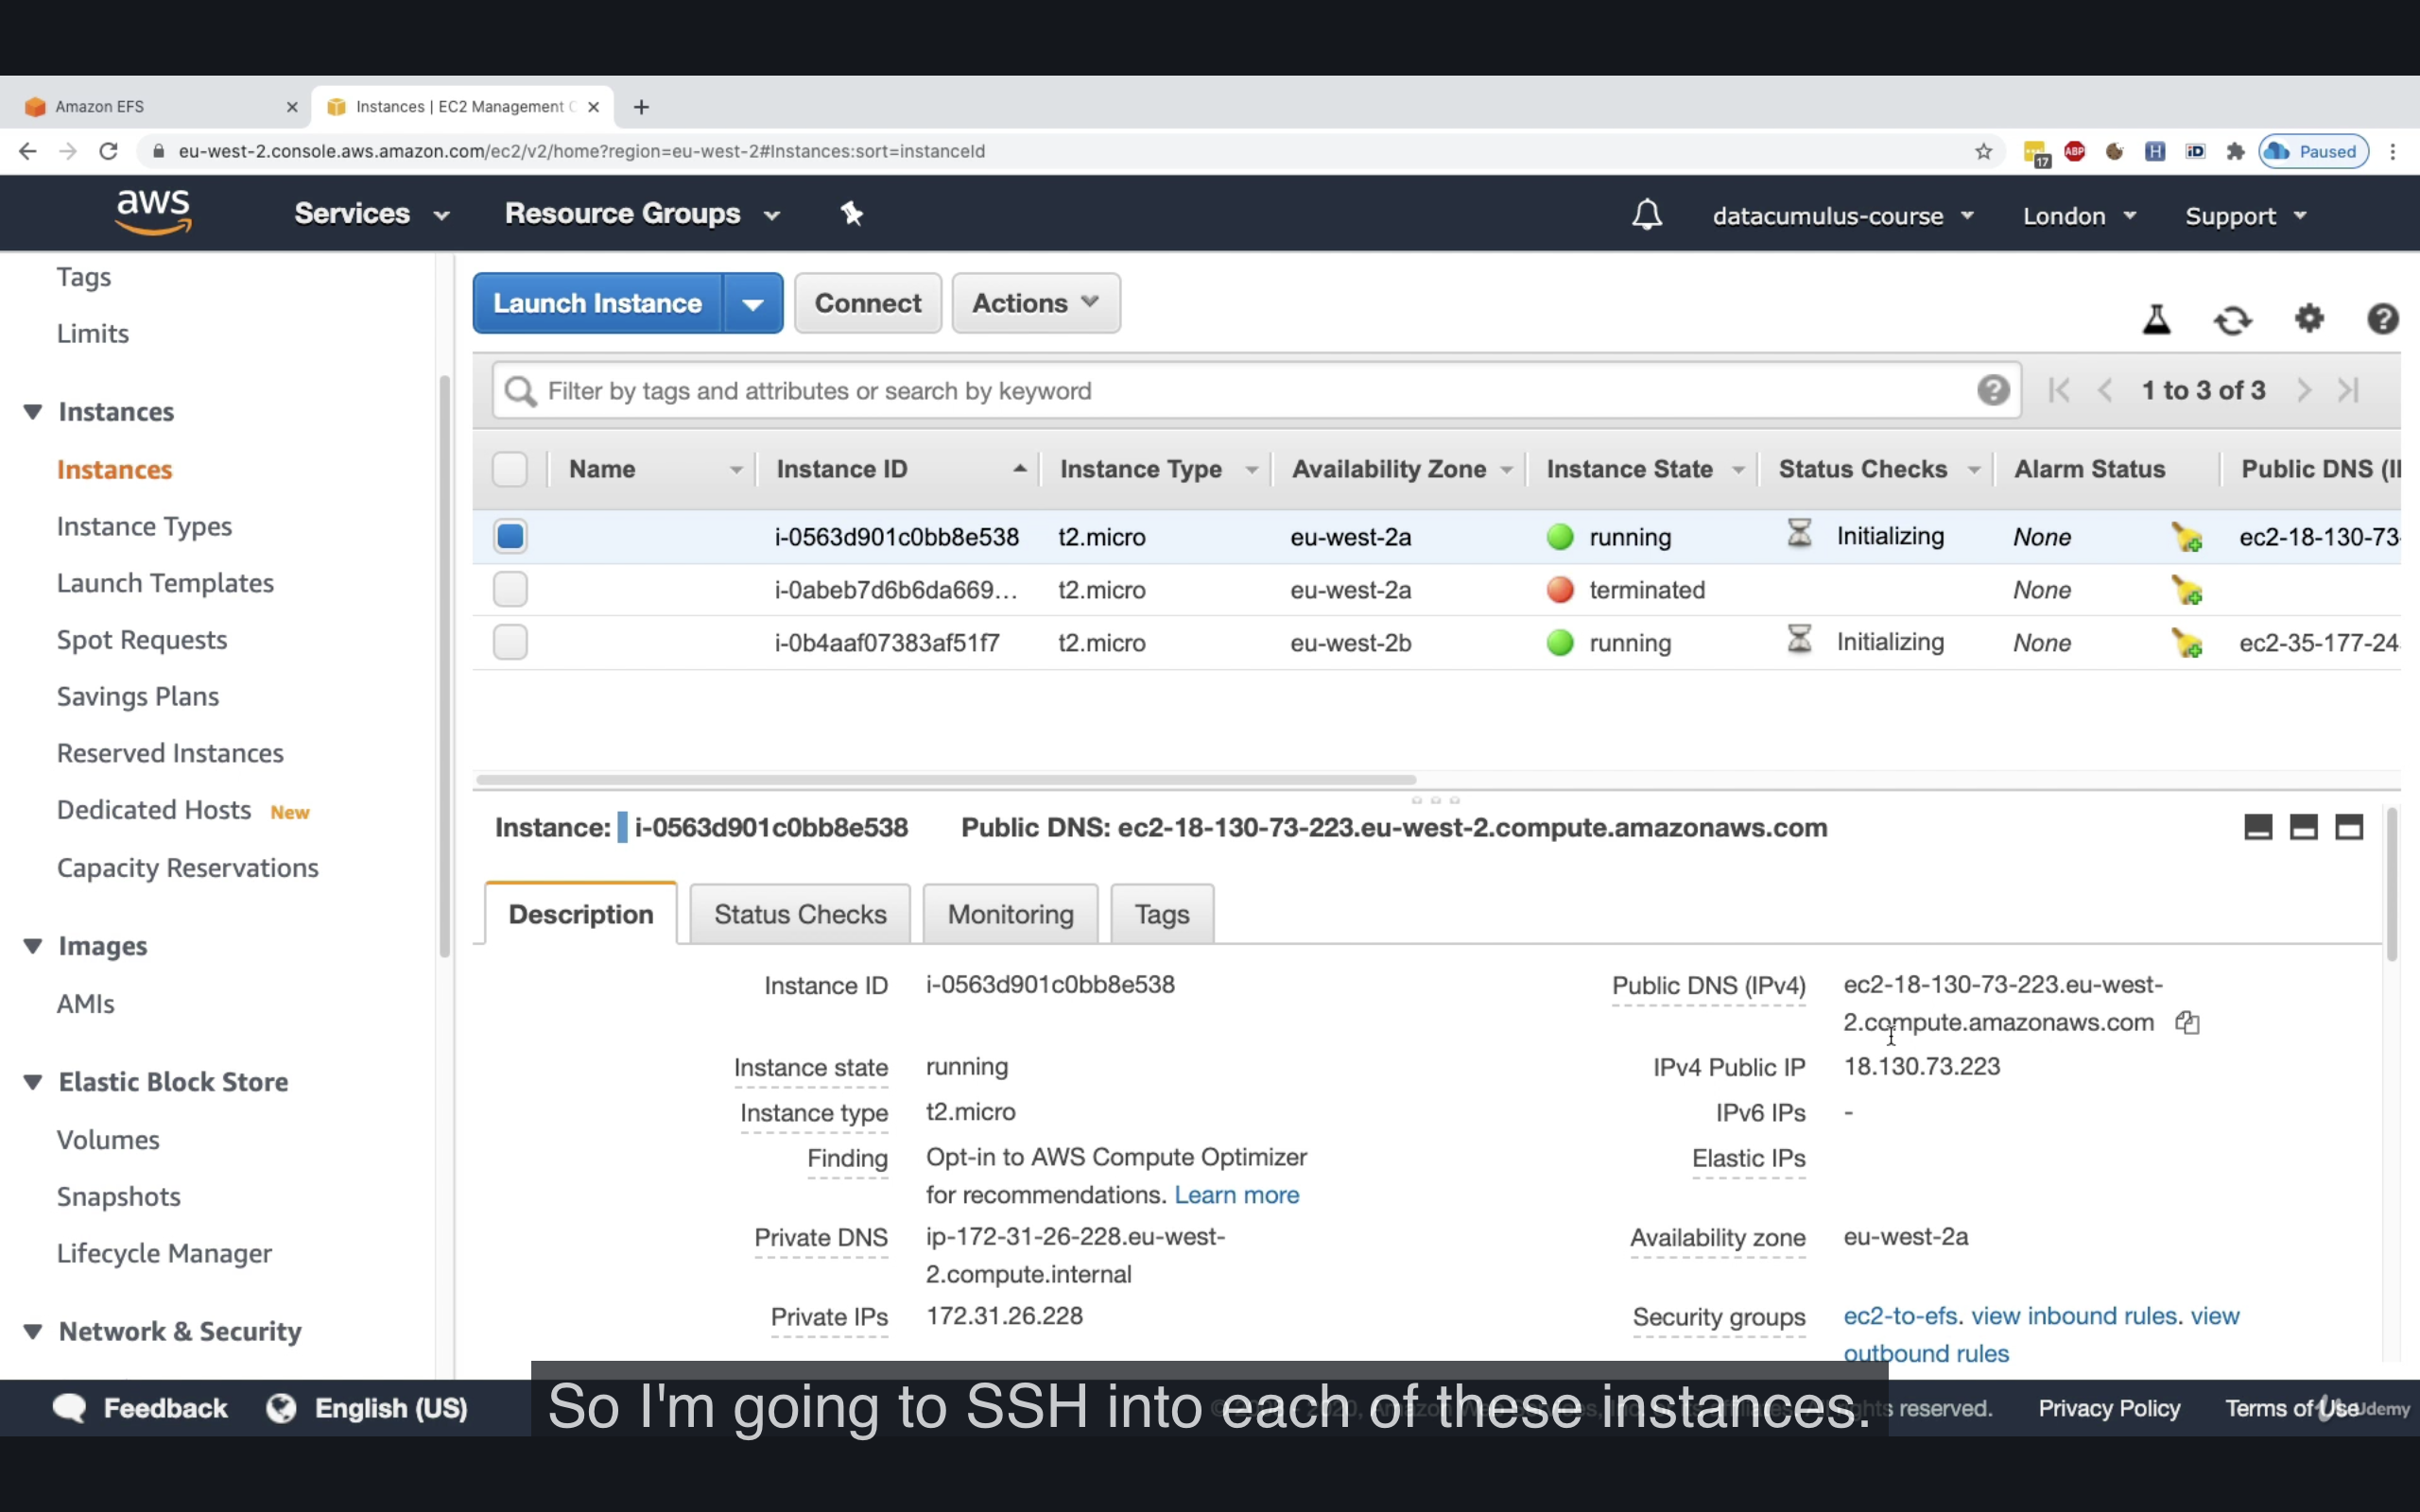 Amazon EFS
Instances | EC2 Management C
eu-west-2.console.aws.amazon.com/ec2/v2/home?region=eu-west-2#Instances:sort=instanceId
17 ABP H iD Paused
aws Services Resource Groups datacumulus-course London Support
Tags
Limits
Instances
Instances
Instance Types
Launch Templates
Spot Requests
Savings Plans
Reserved Instances
Dedicated Hosts New
Capacity Reservations
Images
AMIs
Elastic Block Store
Volumes
Snapshots
Lifecycle Manager
Network & Security
Launch Instance Connect Actions
Filter by tags and attributes or search by keyword ? 1 to 3 of 3
Name Instance ID Instance Type Availability Zone Instance State Status Checks Alarm Status Public DNS (I
i-0563d901c0bb8e538 t2.micro eu-west-2a running Initializing None ec2-18-130-73-
i-0abeb7d6b6da669... t2.micro eu-west-2a terminated None
i-0b4aaf07383af51f7 t2.micro eu-west-2b running Initializing None ec2-35-177-24
Instance: i-0563d901c0bb8e538 Public DNS: ec2-18-130-73-223.eu-west-2.compute.amazonaws.com
Description Status Checks Monitoring Tags
Instance ID i-0563d901c0bb8e538
Instance state running
Instance type t2.micro
Finding Opt-in to AWS Compute Optimizer
for recommendations. Learn more
Private DNS ip-172-31-26-228.eu-west-
2.compute.internal
Private IPs 172.31.26.228
Public DNS (IPv4) ec2-18-130-73-223.eu-west-
2.compute.amazonaws.com
IPv4 Public IP 18.130.73.223
IPv6 IPs -
Elastic IPs
Availability zone eu-west-2a
Security groups ec2-to-efs. view inbound rules. view
outbound rules
So I'm going to SSH into each of these instances.
Feedback English (US) reserved. Privacy Policy Terms of Use
Udemy